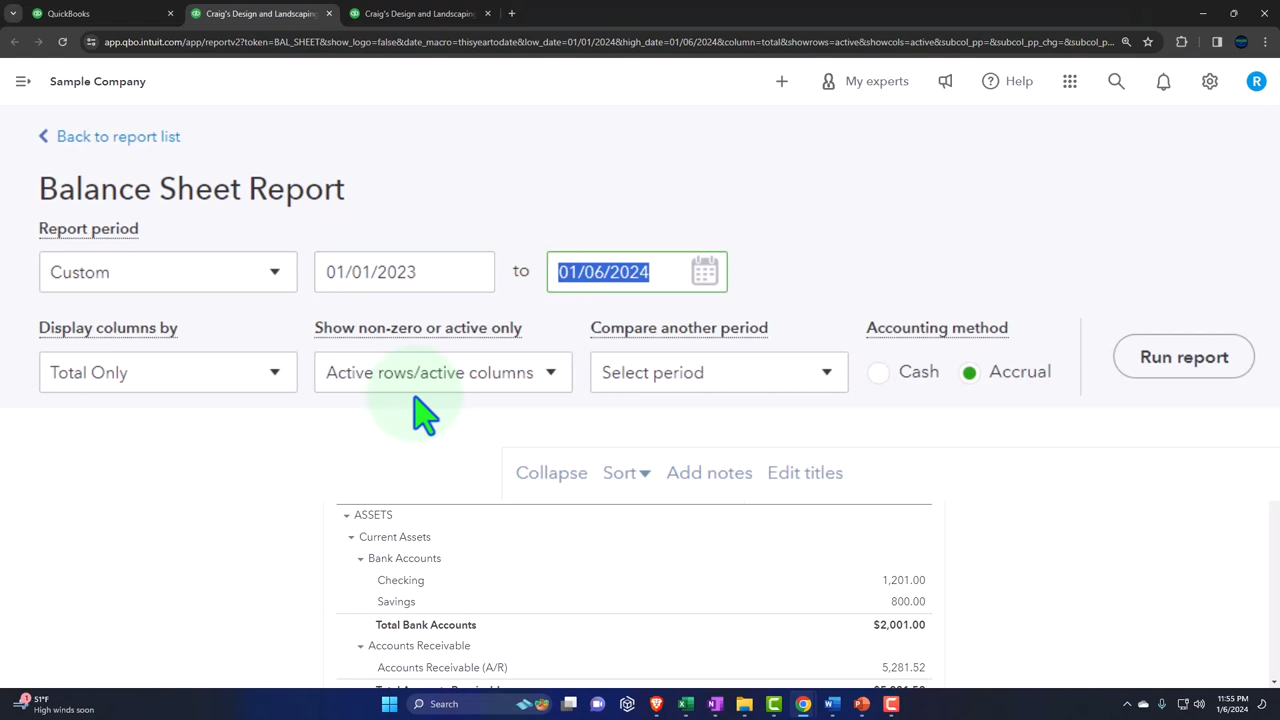 QuickBooks
Craig's Design and Landscaping
Craig's Design and Landscaping
app.qbo.intuit.com/app/reportv2?token=BAL_SHEET&show_logo=false&date_macro=thisyeartodate&low_date=01/01/2024&high_date=01/06/2024&column=total&showrows=active&showcols=active&subcol_pp=&subcol_pp_chg=&subcol_p...
Sample Company
My experts
Help
R
Back to report list
Balance Sheet Report
Report period
Custom
01/01/2023
to
01/06/2024
Display columns by
Show non-zero or active only
Compare another period
Accounting method
Total Only
Active rows/active columns
Select period
Cash
Accrual
Run report
Collapse
Sort
Add notes
Edit titles
ASSETS
Current Assets
Bank Accounts
Checking 1,201.00
Savings 800.00
Total Bank Accounts $2,001.00
Accounts Receivable
Accounts Receivable (A/R) 5,281.52
1
51°F
High winds soon
Search
11:55 PM
1/6/2024